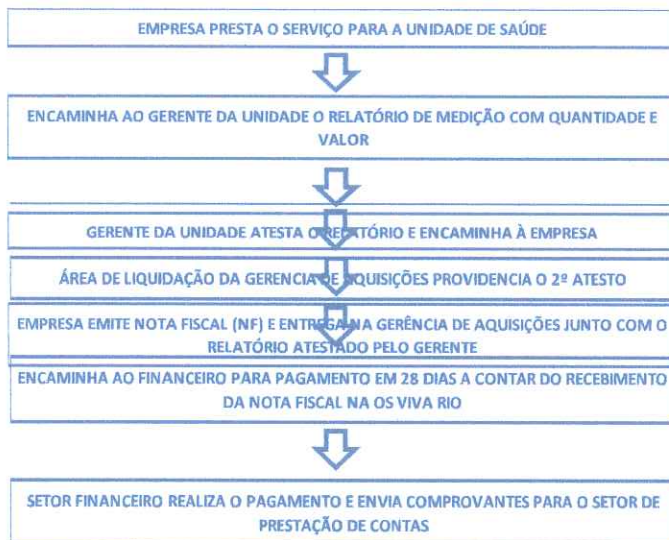 EMPRESA PRESTA O SERVIÇO PARA A UNIDADE DE SAÚDE
ENCAMINHA AO GERENTE DA UNIDADE O RELATÓRIO DE MEDIÇÃO COM QUANTIDADE E
VALOR
GERENTE DA UNIDADE ATESTA O RELATÓRIO E ENCAMINHA À EMPRESA
ÁREA DE LIQUIDAÇÃO DA GERENCIA DE AQUISIÇÕES PROVIDENCIA O 2º ATESTO
EMPRESA EMITE NOTA FISCAL (NF) E ENTREGA NA GERÊNCIA DE AQUISIÇÕES JUNTO COM O
RELATÓRIO ATESTADO PELO GERENTE
ENCAMINHA AO FINANCEIRO PARA PAGAMENTO EM 28 DIAS A CONTAR DO RECEBIMENTO
DA NOTA FISCAL NA OS VIVA RIO
SETOR FINANCEIRO REALIZA O PAGAMENTO E ENVIA COMPROVANTES PARA O SETOR DE
PRESTAÇÃO DE CONTAS